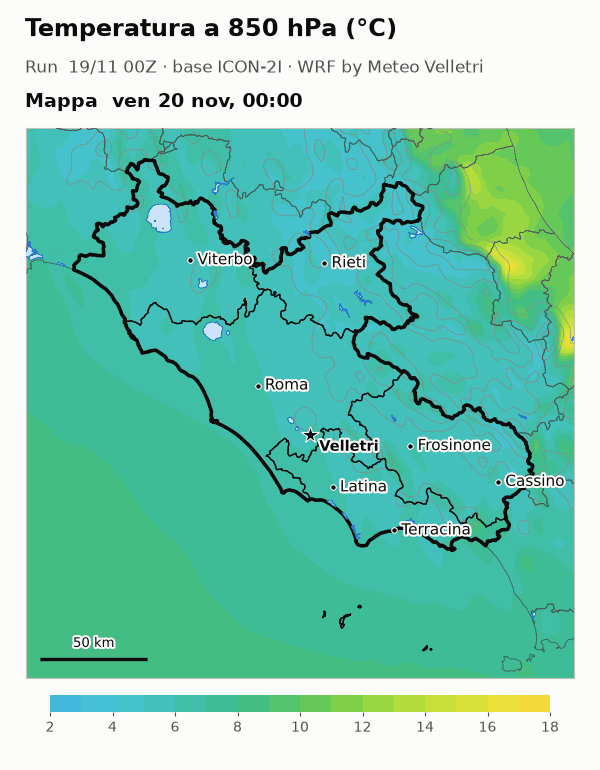 Temperatura a 850 hPa (°C)
Run  19/11 00Z · base ICON-2I · WRF by Meteo Velletri
Mappa  ven 20 nov, 00:00
Viterbo
Rieti
Roma
Velletri
Frosinone
Latina
Cassino
Terracina
50 km
2 4 6 8 10 12 14 16 18